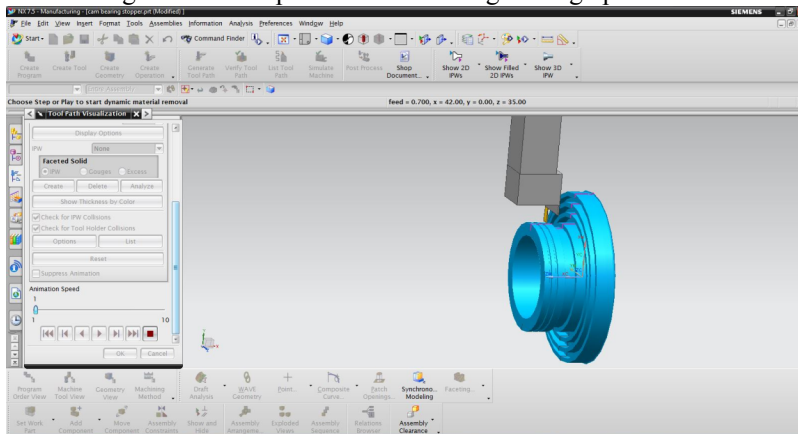 NX 7.5 - Manufacturing - [cam bearing stopper.prt (Modified) ]
SIEMENS
File Edit View Insert Format Tools Assemblies Information Analysis Preferences Window Help
Start Command Finder
Create Program
Create Tool
Create Geometry
Create Operation
Generate Tool Path
Verify Tool Path
List Tool Path
Simulate Machine
Post Process
Shop Document...
Show 2D IPWs
Show Filled 2D IPWs
Show 3D IPW
Entire Assembly
Choose Step or Play to start dynamic material removal
feed = 0.700, x = 42.00, y = 0.00, z = 35.00
Tool Path Visualization
Display Options
IPW None
Faceted Solid
IPW Gouges Excess
Create Delete Analyze
Show Thickness by Color
Check for IPW Collisions
Check for Tool Holder Collisions
Options List
Reset
Suppress Animation
Animation Speed
1
1 10
OK Cancel
Program Order View
Machine Tool View
Geometry View
Machining Method
Draft Analysis
WAVE Geometry
Point...
Composite Curve...
Patch Openings...
Synchrono... Modeling
Faceting...
Set Work Part
Add Component
Move Component
Assembly Constraints
Show and Hide
Assembly Arrangeme...
Exploded Views
Assembly Sequence
Relations Browser
Assembly Clearance